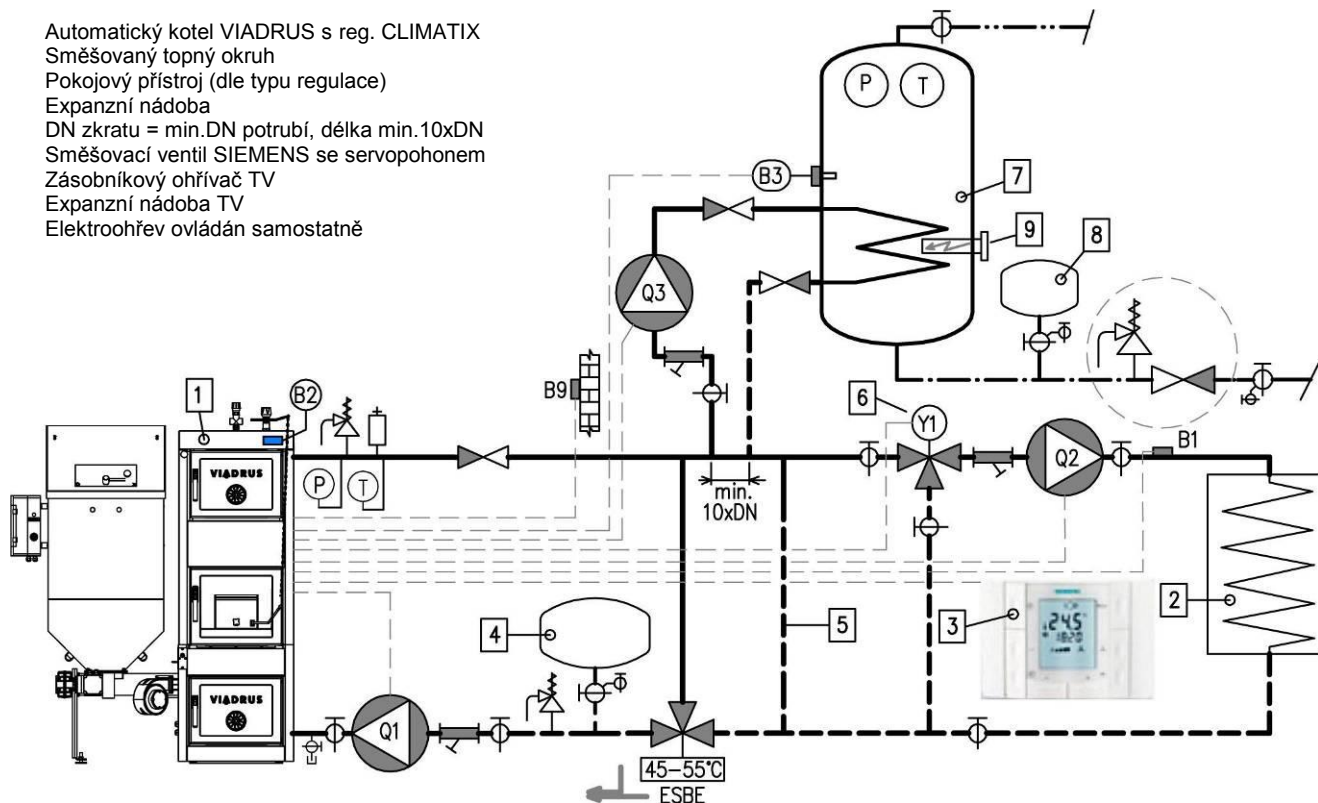 Automatický kotel VIADRUS s reg. CLIMATIX
Směšovaný topný okruh
Pokojový přístroj (dle typu regulace)
Expanzní nádoba
DN zkratu = min.DN potrubí, délka min.10xDN
Směšovací ventil SIEMENS se servopohonem
Zásobníkový ohřívač TV
Expanzní nádoba TV
Elektroohřev ovládán samostatně
P T
B3
7
9
8
Q3
B9
1
B2
6
Y1
B1
VIADRUS
P T
Q2
min.
10xDN
2
3
24.5°
4
5
VIADRUS
Q1
45-55°C
ESBE